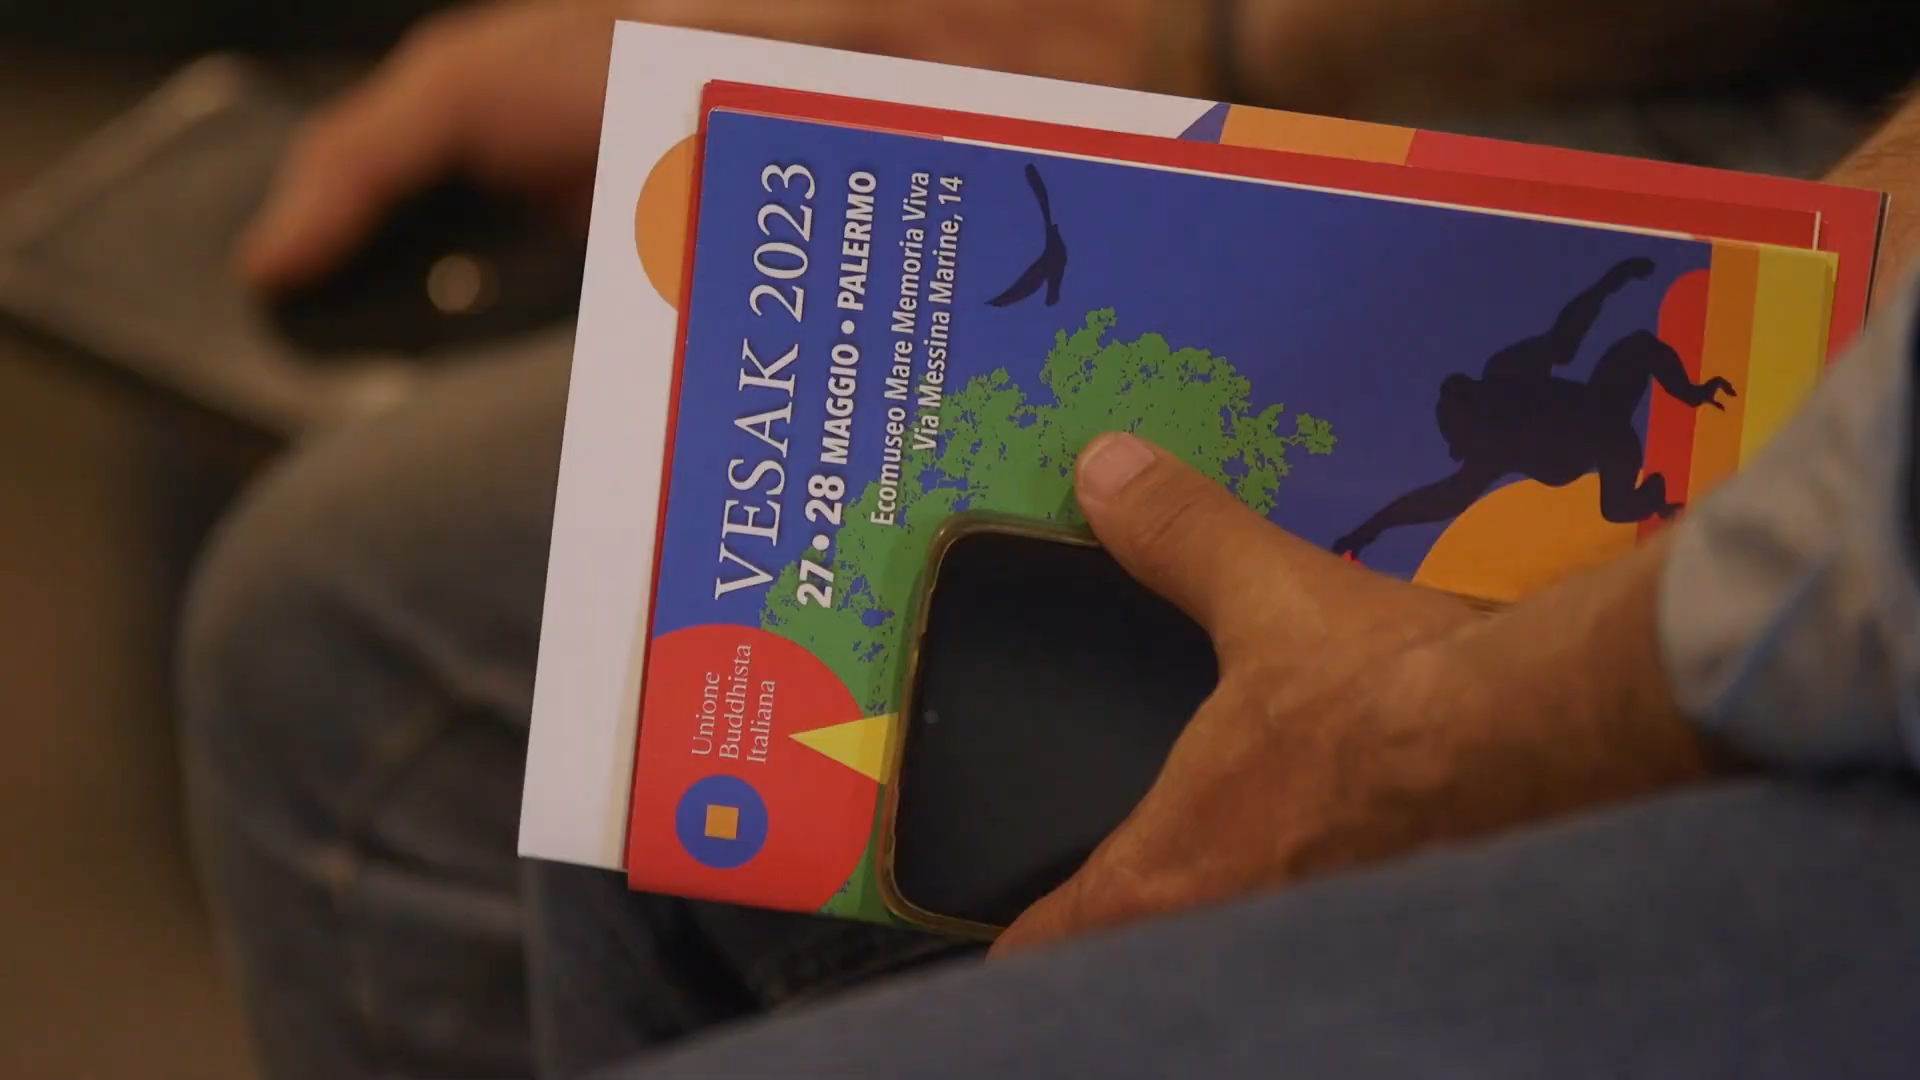 VESAK 2023
27 • 28 MAGGIO • PALERMO
Ecomuseo Mare Memoria Viva
Via Messina Marine, 14
Unione
Buddhista
Italiana